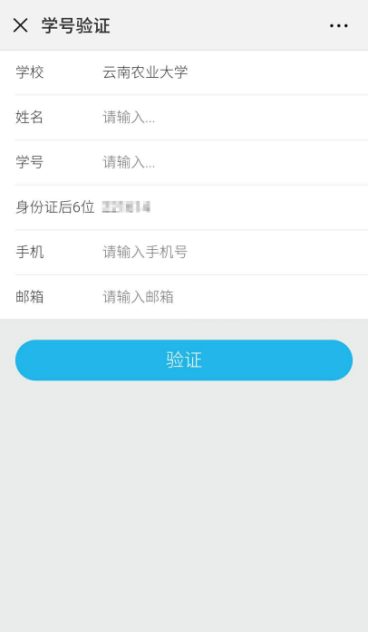 学号验证
学校 云南农业大学
姓名 请输入...
学号 请输入...
身份证后6位
手机 请输入手机号
邮箱 请输入邮箱
验证